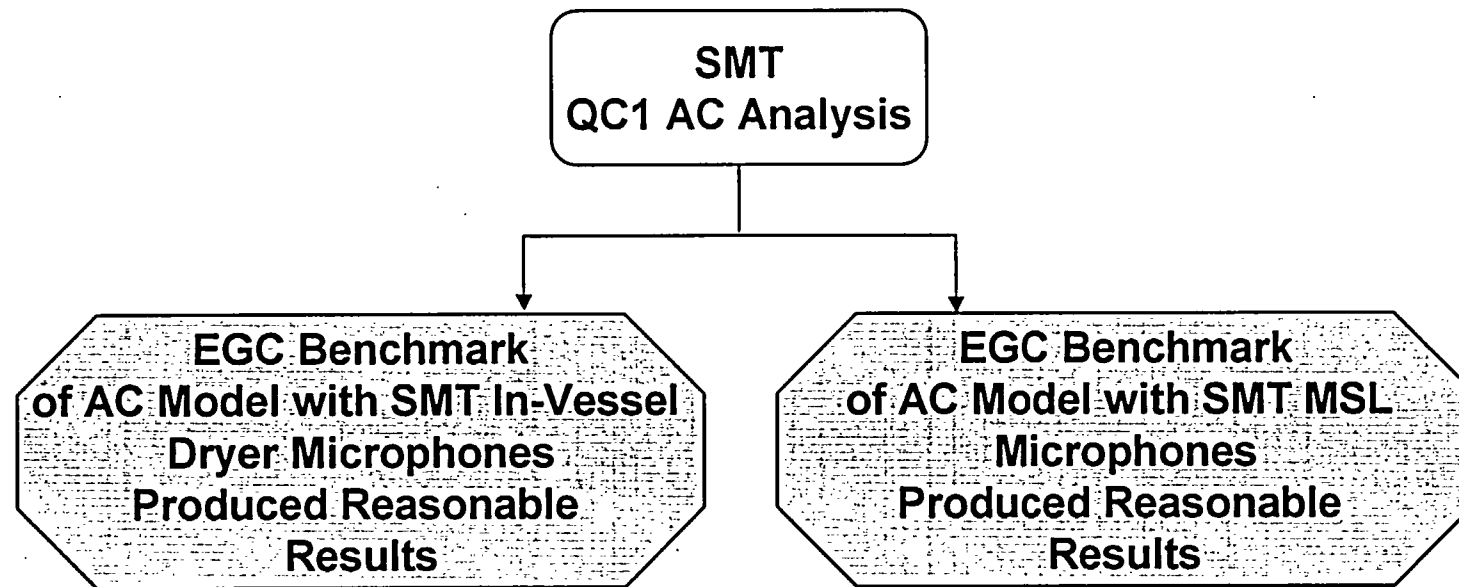 SMT
QC1 AC Analysis
EGC Benchmark
of AC Model with SMT In-Vessel
Dryer Microphones
Produced Reasonable
Results
EGC Benchmark
of AC Model with SMT MSL
Microphones
Produced Reasonable
Results